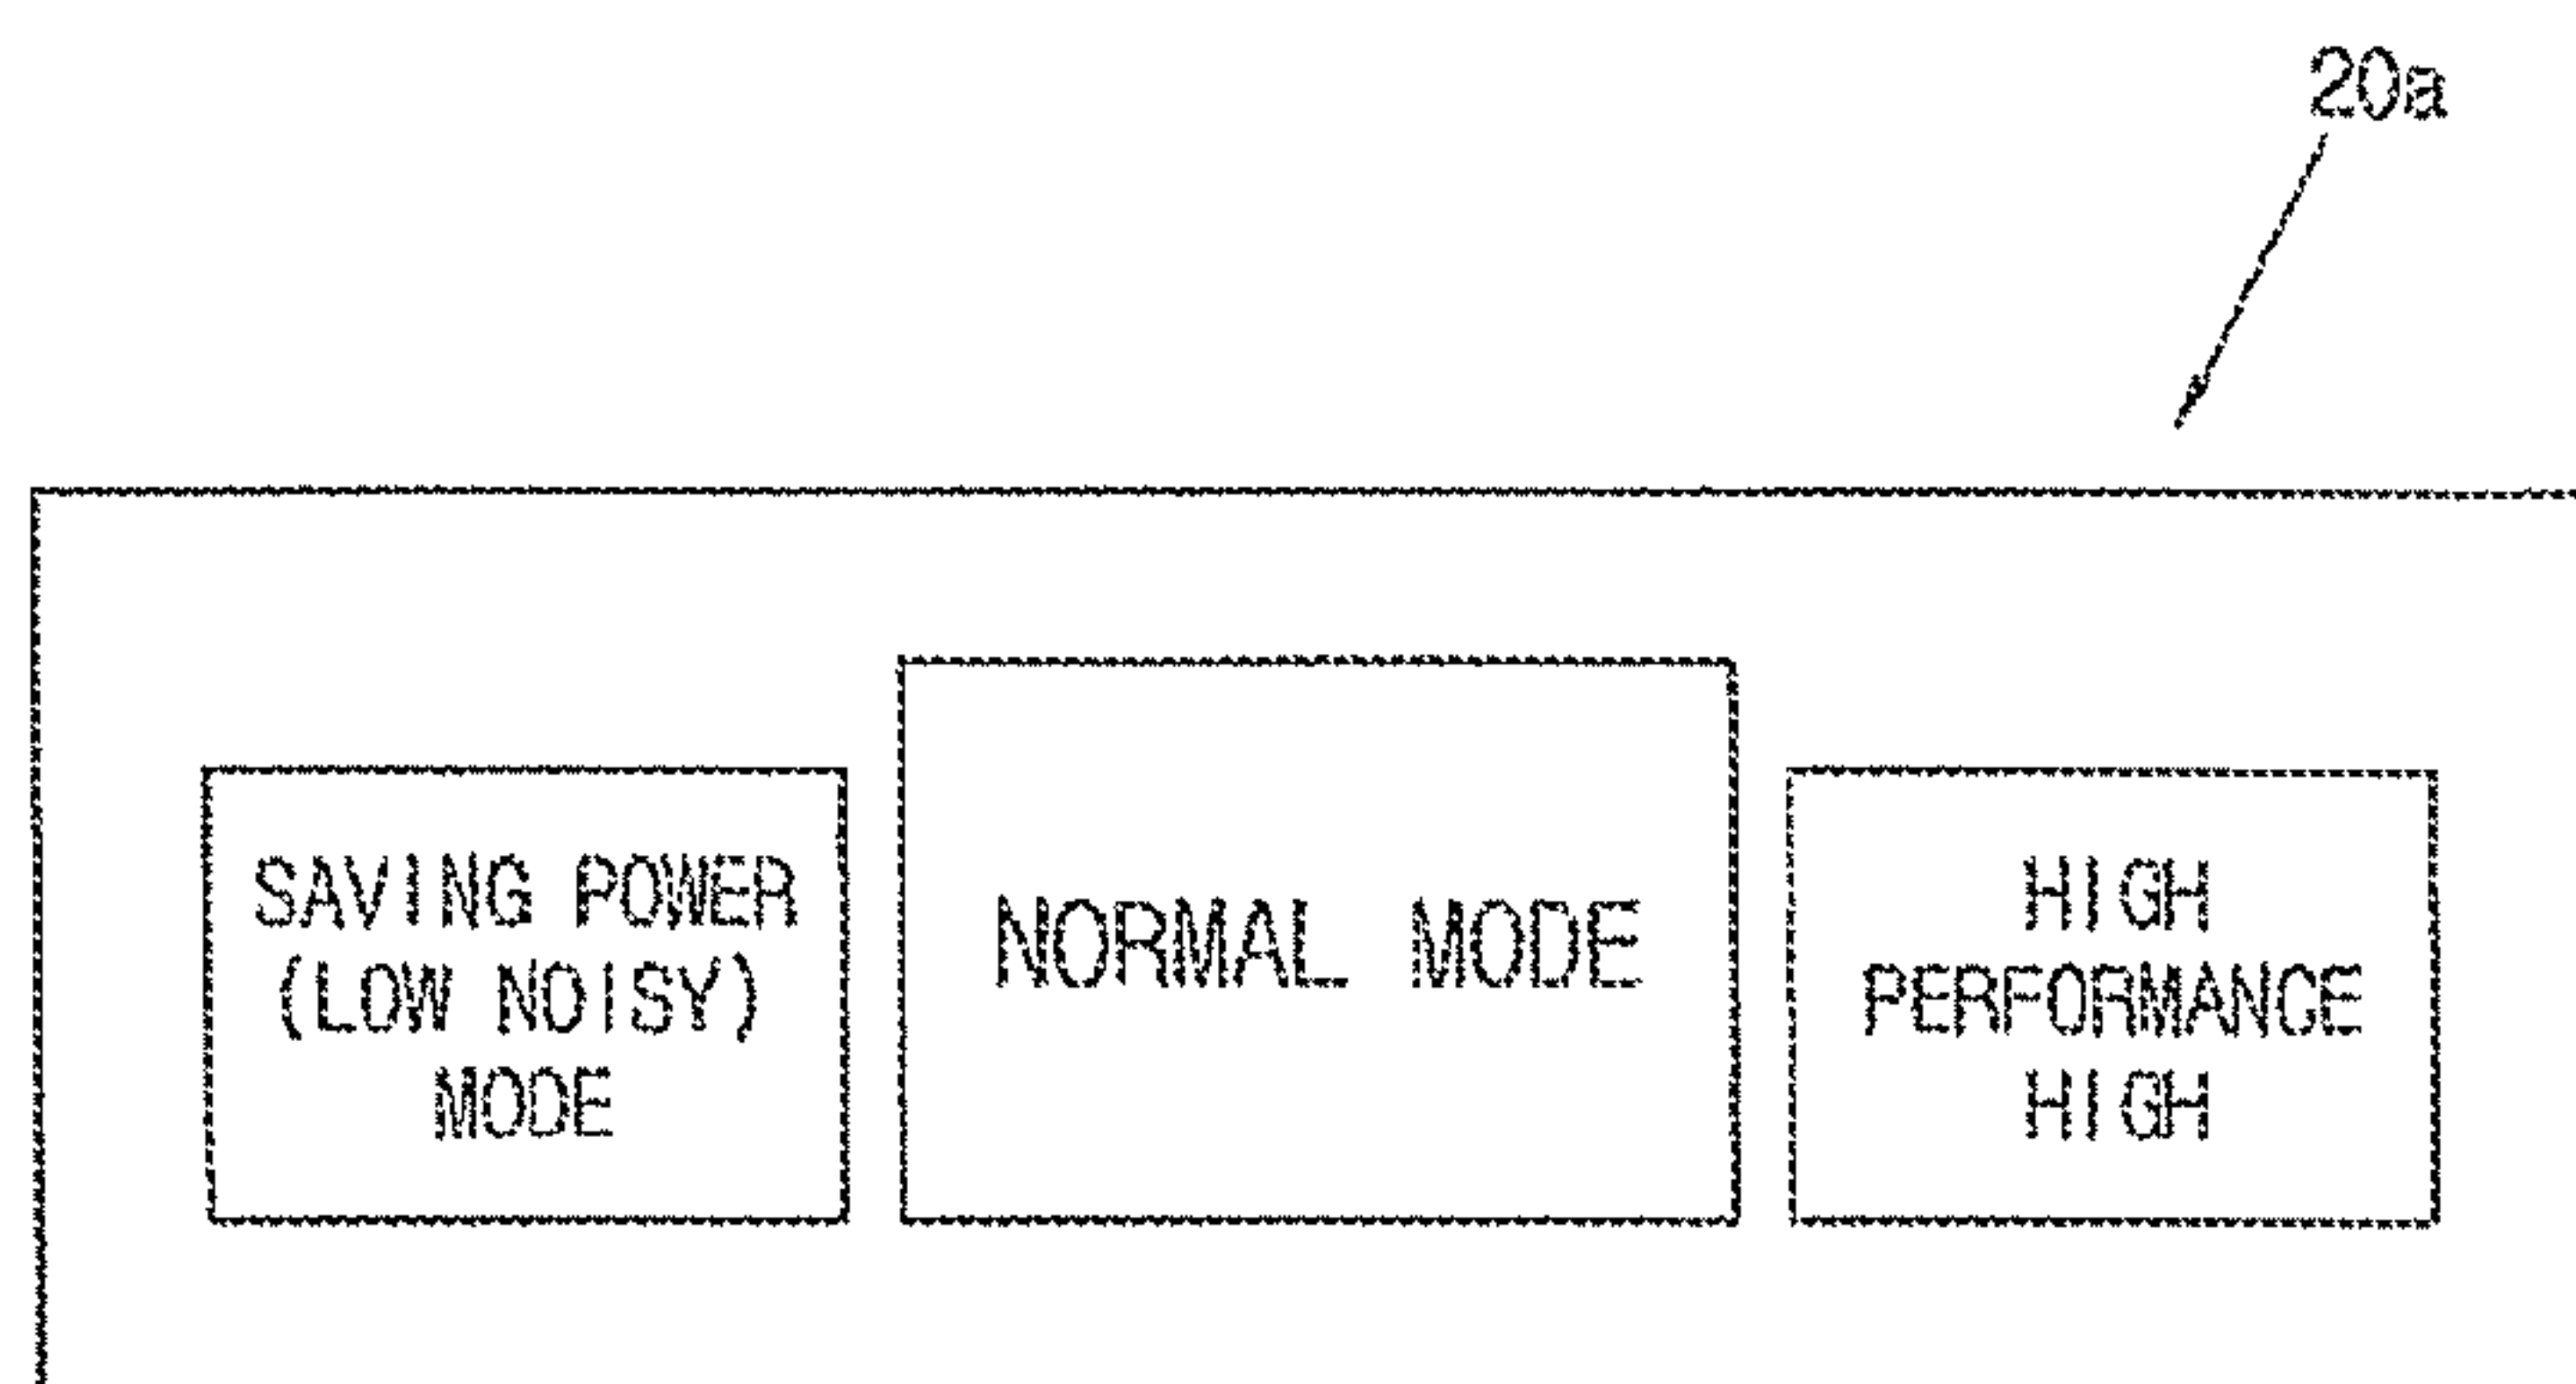 20a
SAVING POWER
(LOW NOISY)
MODE
NORMAL MODE
HIGH
PERFORMANCE
HIGH